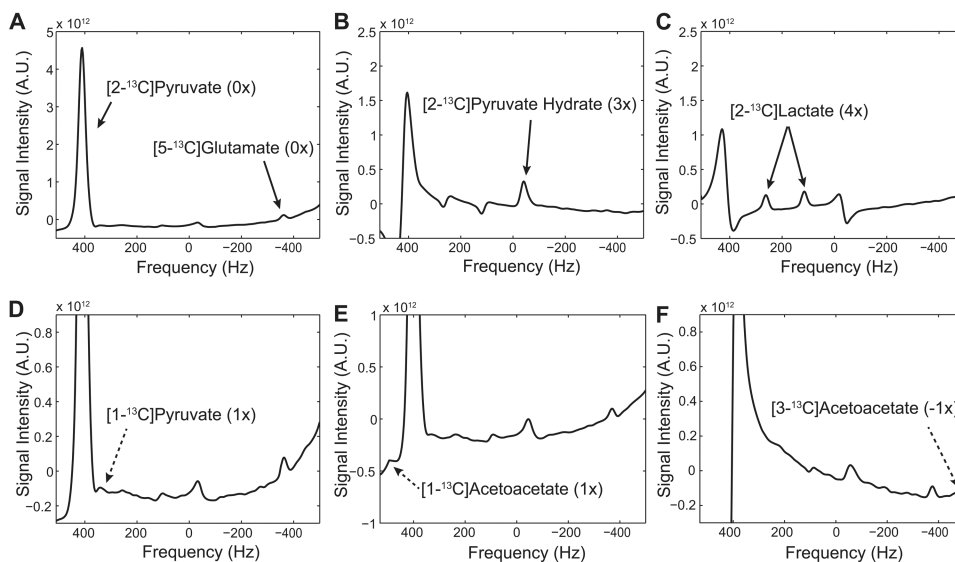 A
x 10¹²
5
4
3
2
1
0
Signal Intensity (A.U.)
[2-¹³C]Pyruvate (0x)
[5-¹³C]Glutamate (0x)
400 200 0 −200 −400
Frequency (Hz)
B
x 10¹²
2.5
2
1.5
1
0.5
0
−0.5
Signal Intensity (A.U.)
[2-¹³C]Pyruvate Hydrate (3x)
400 200 0 −200 −400
Frequency (Hz)
C
x 10¹²
2.5
2
1.5
1
0.5
0
−0.5
Signal Intensity (A.U.)
[2-¹³C]Lactate (4x)
400 200 0 −200 −400
Frequency (Hz)
D
x 10¹²
0.8
0.6
0.4
0.2
0
−0.2
Signal Intensity (A.U.)
[1-¹³C]Pyruvate (1x)
400 200 0 −200 −400
Frequency (Hz)
E
x 10¹²
1
0.5
0
−0.5
−1
Signal Intensity (A.U.)
[1-¹³C]Acetoacetate (1x)
400 200 0 −200 −400
Frequency (Hz)
F
x 10¹²
0.8
0.6
0.4
0.2
0
−0.2
Signal Intensity (A.U.)
[3-¹³C]Acetoacetate (-1x)
400 200 0 −200 −400
Frequency (Hz)